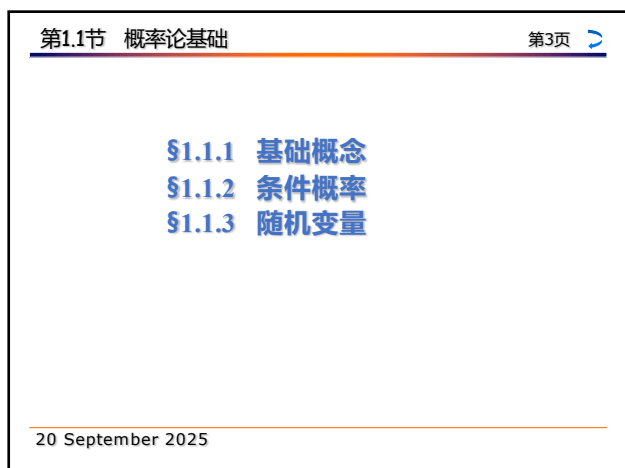 第1.1节 概率论基础 第3页
§1.1.1 基础概念
§1.1.2 条件概率
§1.1.3 随机变量
20 September 2025